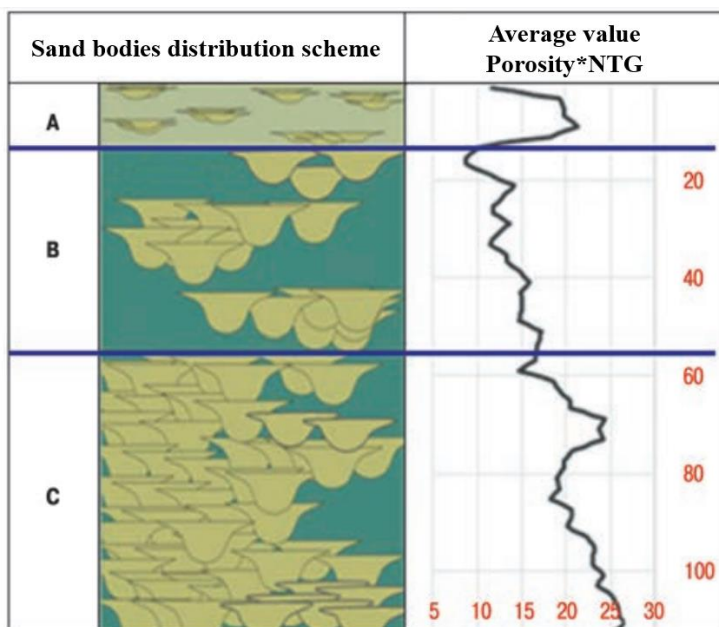 Sand bodies distribution scheme
Average value
Porosity*NTG
A
20
B
40
60
C
80
100
5 10 15 20 25 30